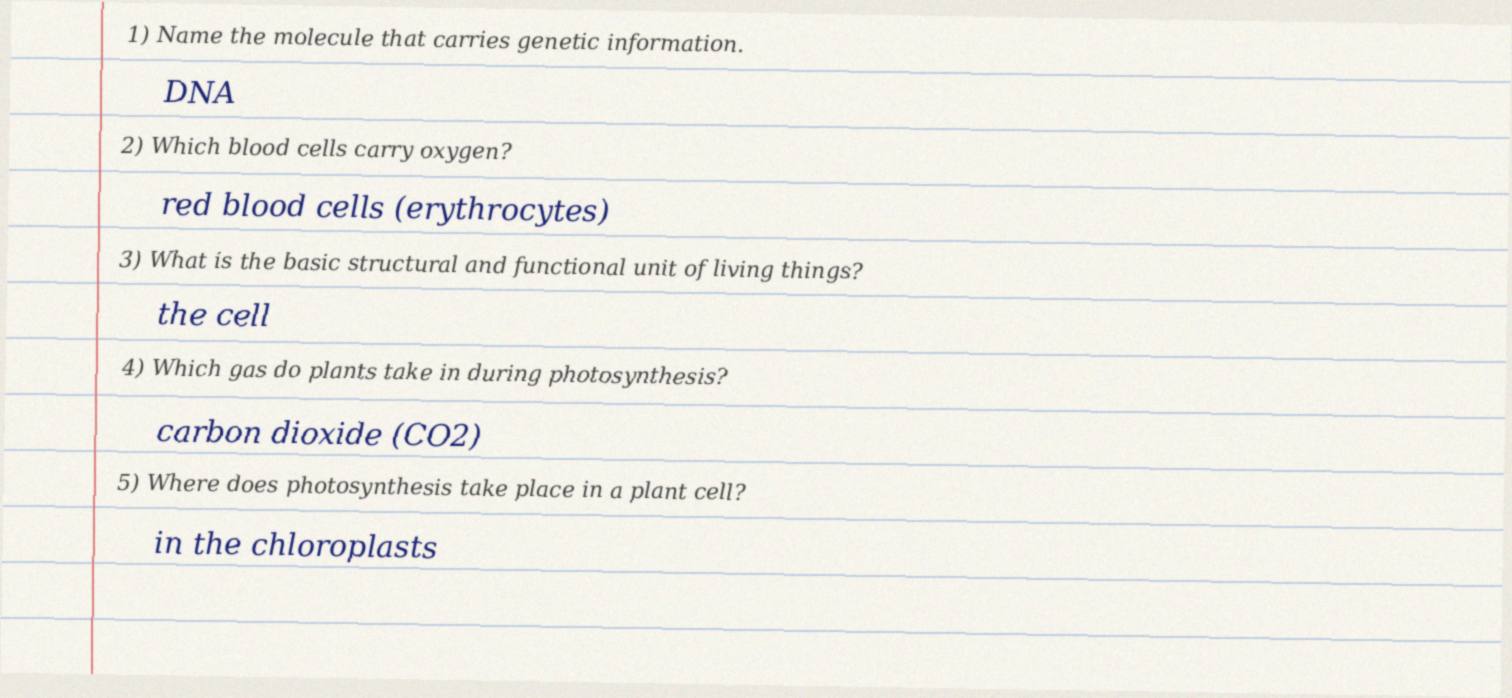 1) Name the molecule that carries genetic information.
DNA
2) Which blood cells carry oxygen?
red blood cells (erythrocytes)
3) What is the basic structural and functional unit of living things?
the cell
4) Which gas do plants take in during photosynthesis?
carbon dioxide (CO2)
5) Where does photosynthesis take place in a plant cell?
in the chloroplasts